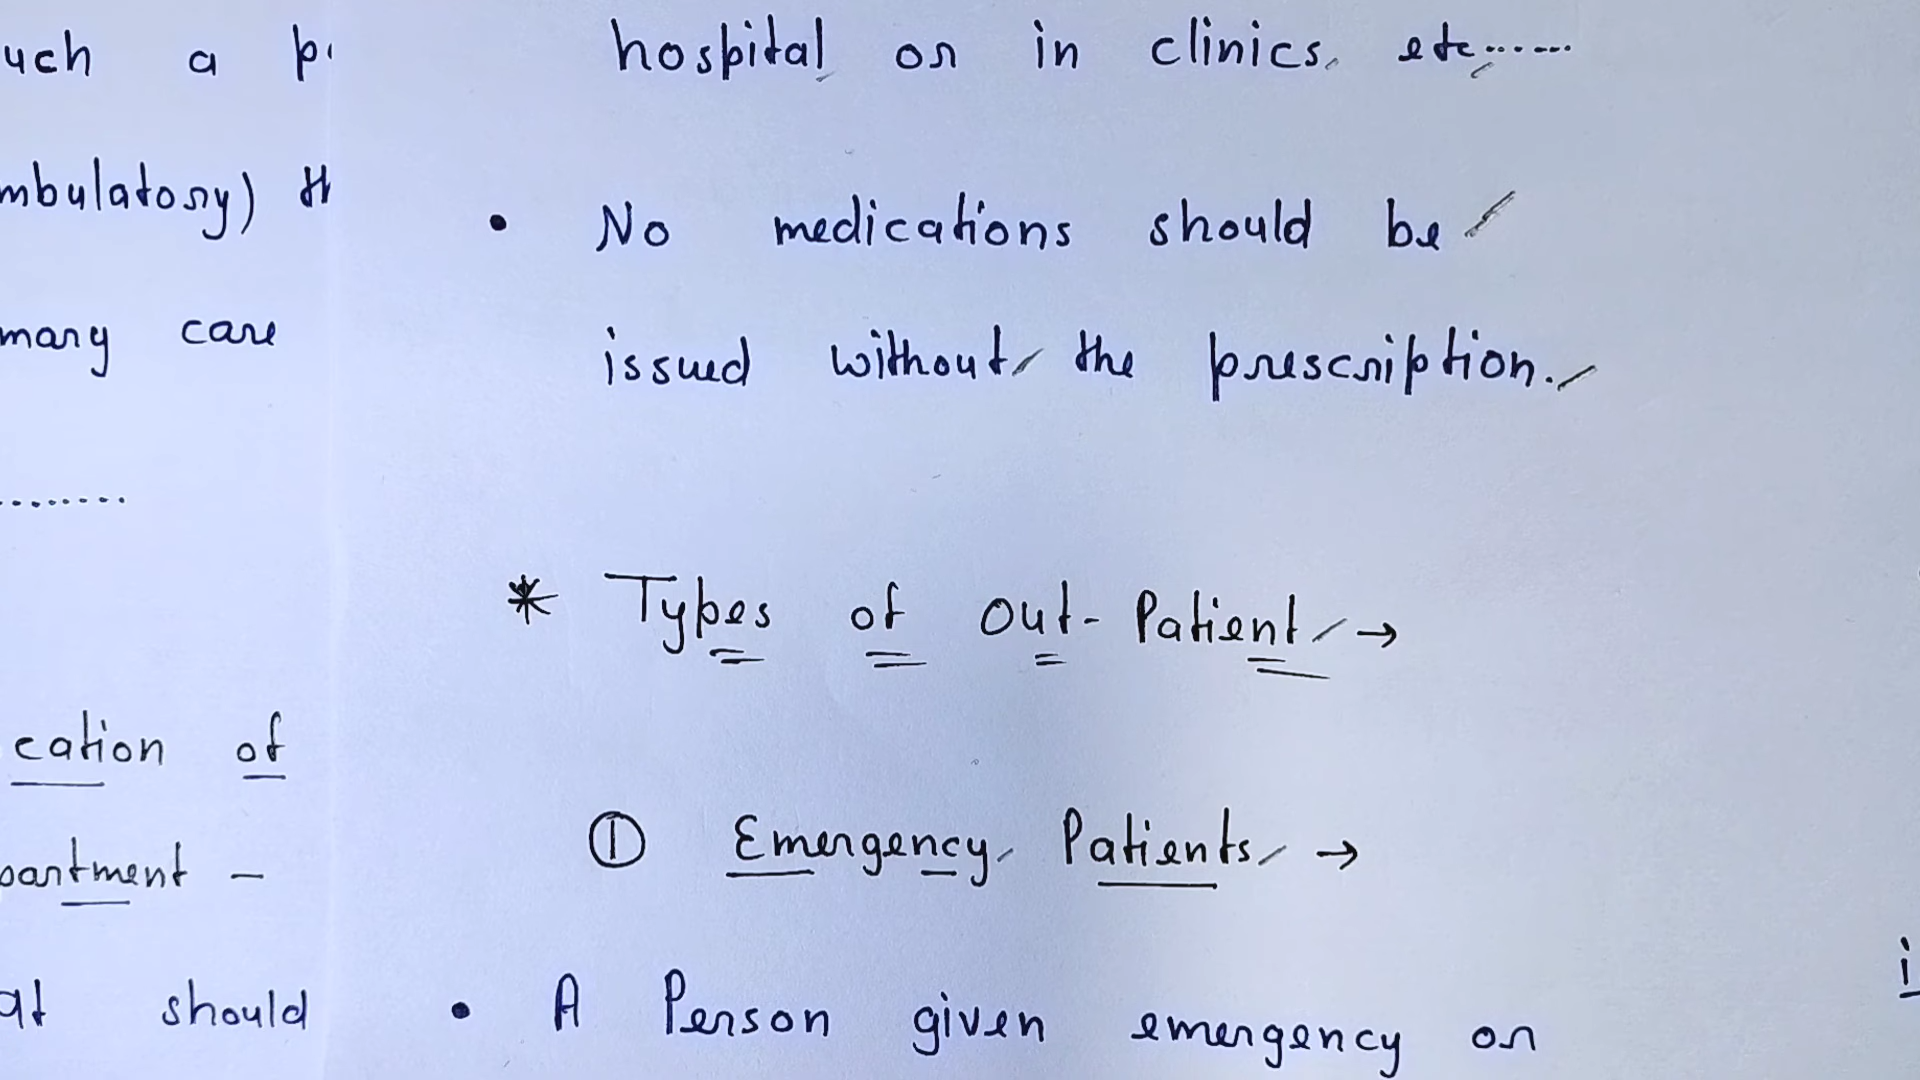 uch a
mbulatory)
mary care
........
cation of
partment -
at should
hospital or in clinics, etc......
• No medications should be
issued without the prescription.
* Types of Out-Patient →
① Emergency Patients →
• A Person given emergency or
i